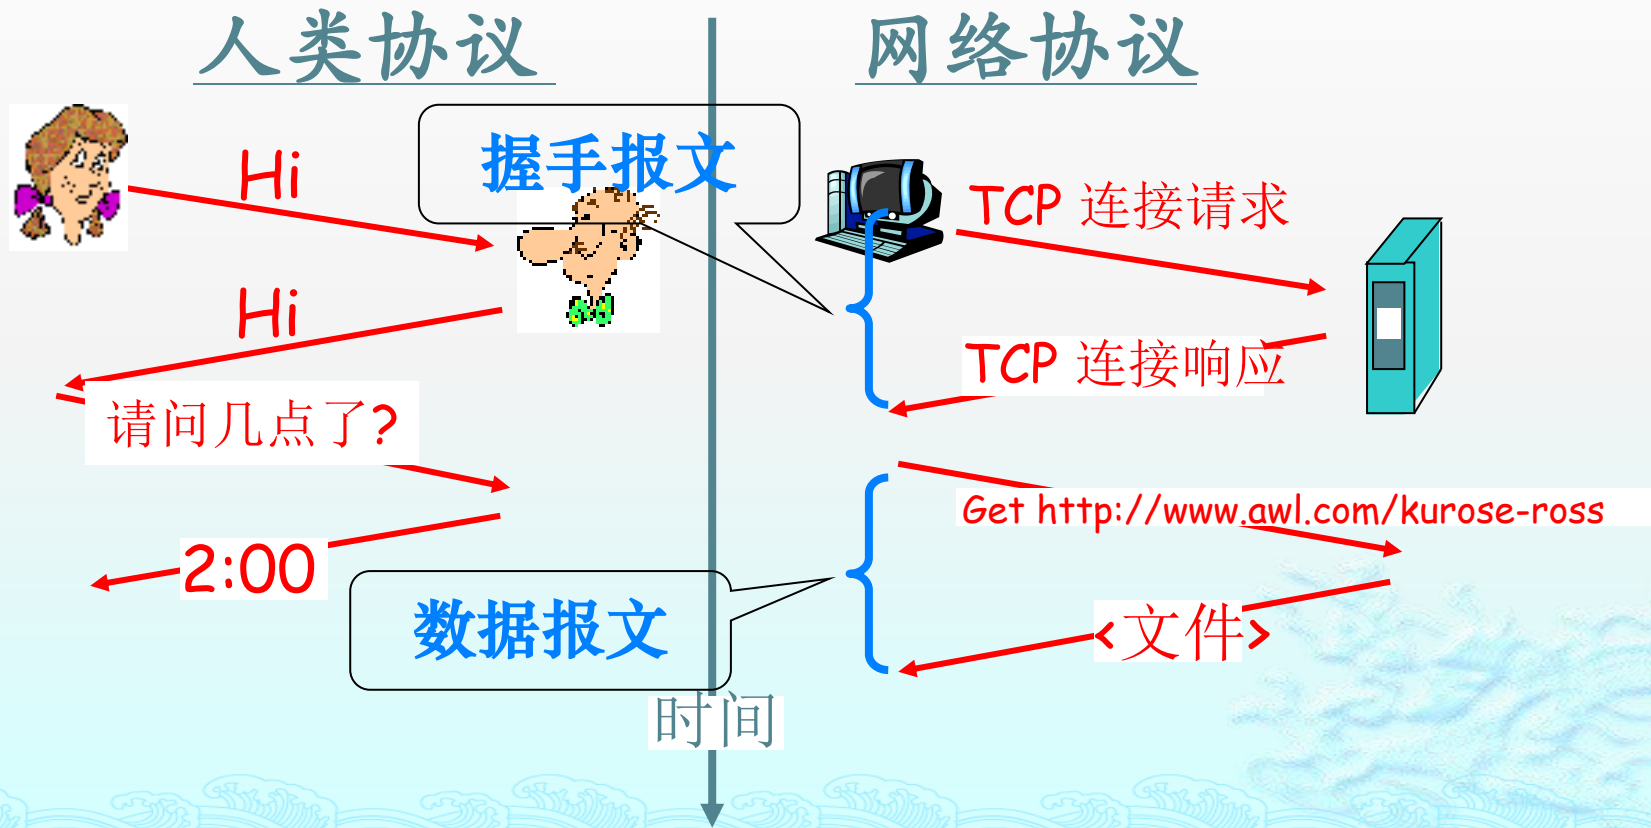 人类协议
网络协议
握手报文
Hi
TCP 连接请求
Hi
TCP 连接响应
请问几点了?
Get http://www.awl.com/kurose-ross
2:00
数据报文
<文件>
时间